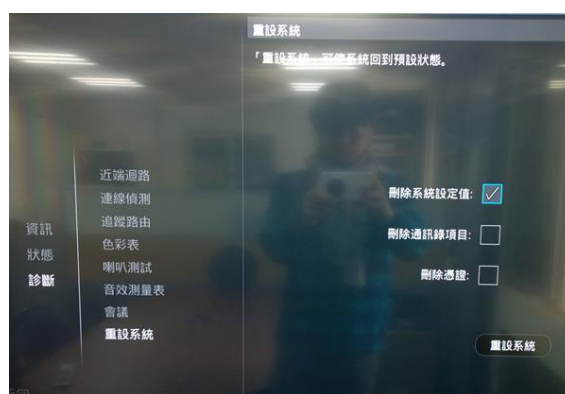 重設系統
「重設系統」可使系統回到預設狀態。
近端迴路
連線偵測
追蹤路由
色彩表
喇叭測試
音效測量表
會議
重設系統
資訊
狀態
診斷
刪除系統設定值:
刪除通訊錄項目:
刪除憑證:
重設系統